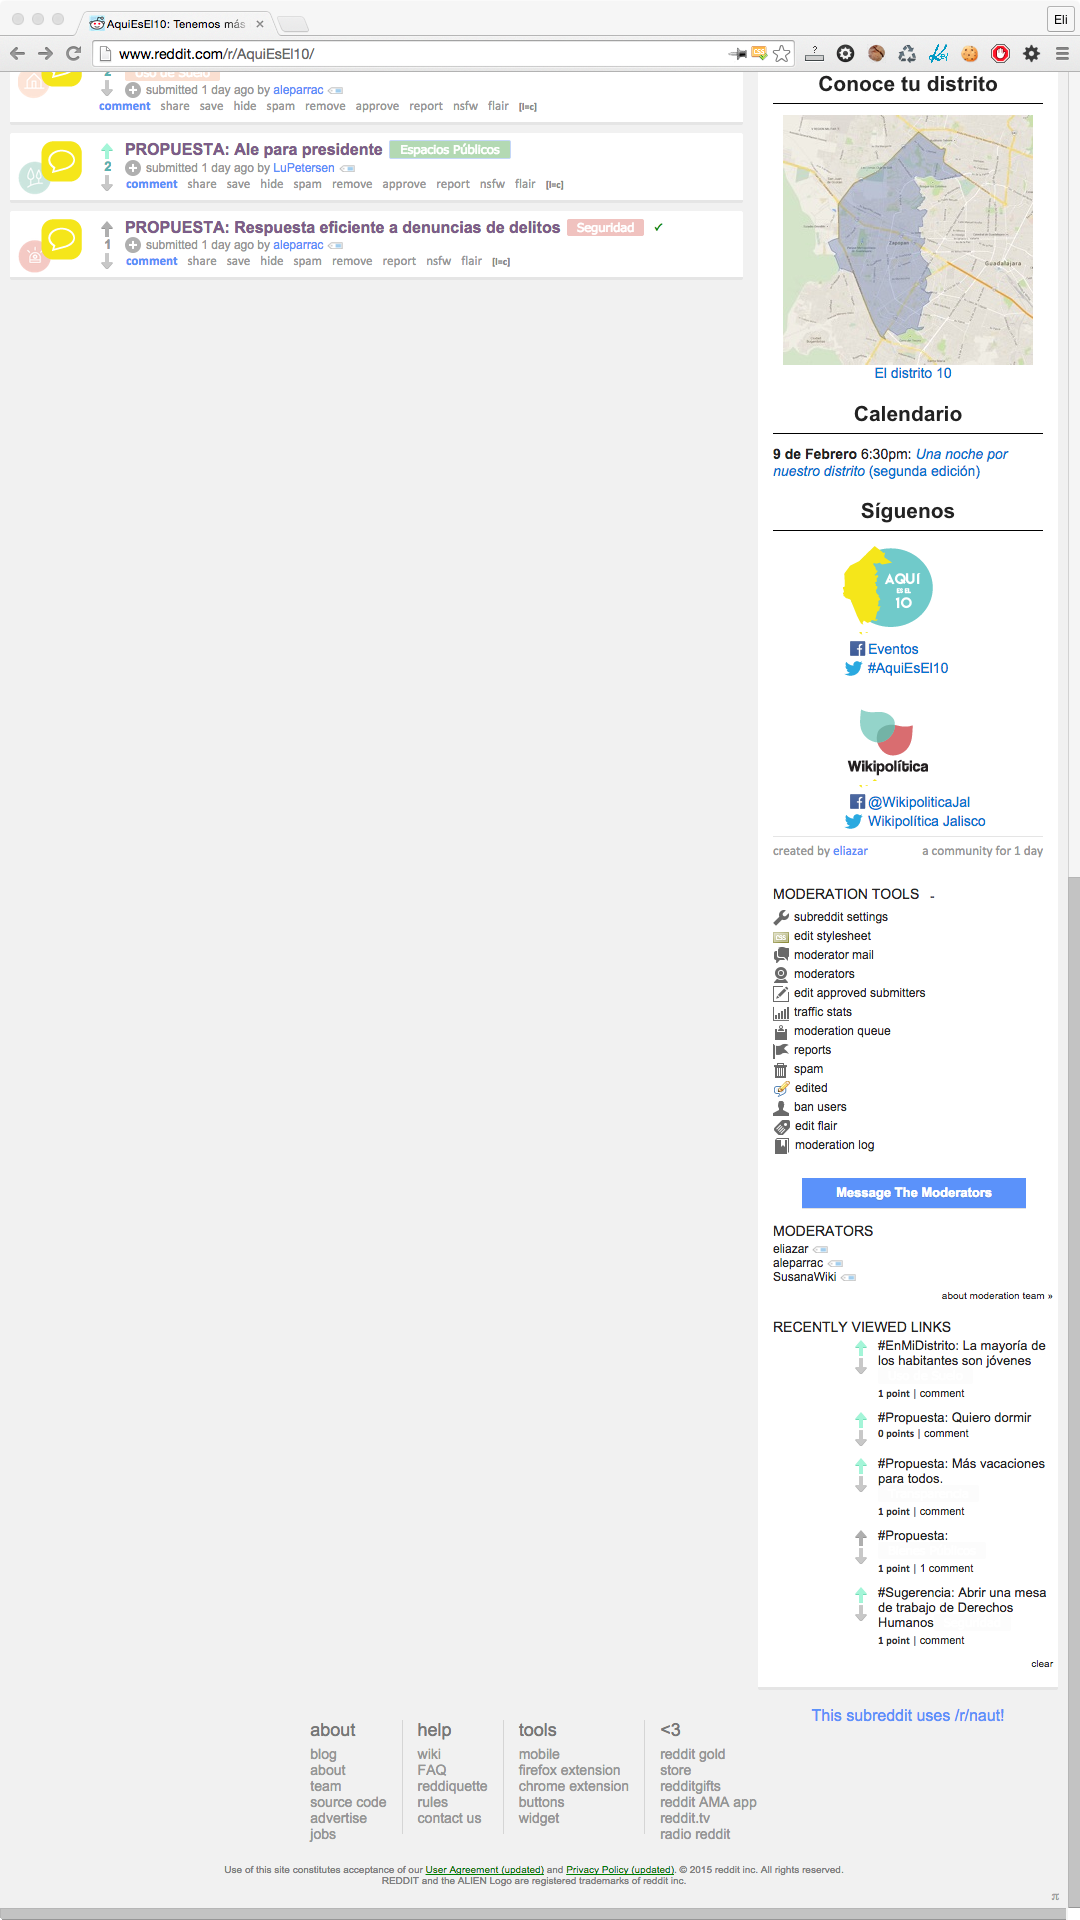 AquiEsEl10: Tenemos más
Eli
www.reddit.com/r/AquiEsEl10/
2
Uso de Suelo
submitted 1 day ago by aleparrac
comment share save hide spam remove approve report nsfw flair [l=c]
PROPUESTA: Ale para presidente Espacios Públicos
2
submitted 1 day ago by LuPetersen
comment share save hide spam remove approve report nsfw flair [l=c]
PROPUESTA: Respuesta eficiente a denuncias de delitos Seguridad ✓
1
submitted 1 day ago by aleparrac
comment share save hide spam remove report nsfw flair [l=c]
Conoce tu distrito
Zapopan
Guadalajara
El distrito 10
Calendario
9 de Febrero 6:30pm: Una noche por
nuestro distrito (segunda edición)
Síguenos
AQUÍ
ES EL
10
Eventos
#AquiEsEl10
Wikipolítica
@WikipoliticaJal
Wikipolítica Jalisco
created by eliazar a community for 1 day
MODERATION TOOLS -
subreddit settings
edit stylesheet
moderator mail
moderators
edit approved submitters
traffic stats
moderation queue
reports
spam
edited
ban users
edit flair
moderation log
Message The Moderators
MODERATORS
eliazar
aleparrac
SusanaWiki
about moderation team »
RECENTLY VIEWED LINKS
#EnMiDistrito: La mayoría de
los habitantes son jóvenes
1 point | comment
#Propuesta: Quiero dormir
0 points | comment
#Propuesta: Más vacaciones
para todos.
1 point | comment
#Propuesta:
1 point | 1 comment
#Sugerencia: Abrir una mesa
de trabajo de Derechos
Humanos
1 point | comment
clear
This subreddit uses /r/naut!
about
blog
about
team
source code
advertise
jobs
help
wiki
FAQ
reddiquette
rules
contact us
tools
mobile
firefox extension
chrome extension
buttons
widget
<3
reddit gold
store
redditgifts
reddit AMA app
reddit.tv
radio reddit
Use of this site constitutes acceptance of our User Agreement (updated) and Privacy Policy (updated). © 2015 reddit inc. All rights reserved.
REDDIT and the ALIEN Logo are registered trademarks of reddit inc.
π